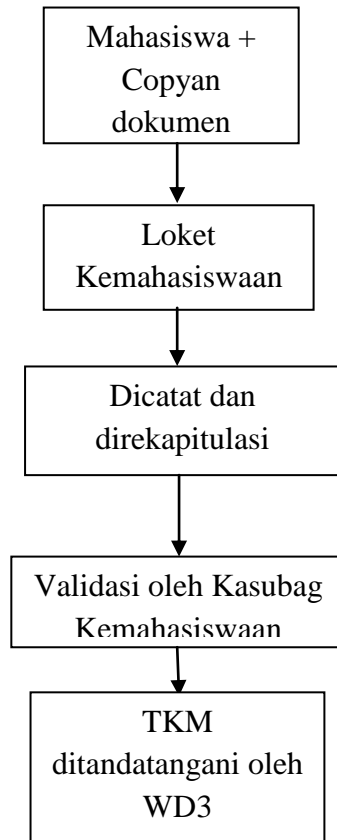 Mahasiswa +
Copyan
dokumen
Loket
Kemahasiswaan
Dicatat dan
direkapitulasi
Validasi oleh Kasubag
Kemahasiswaan
TKM
ditandatangani oleh
WD3